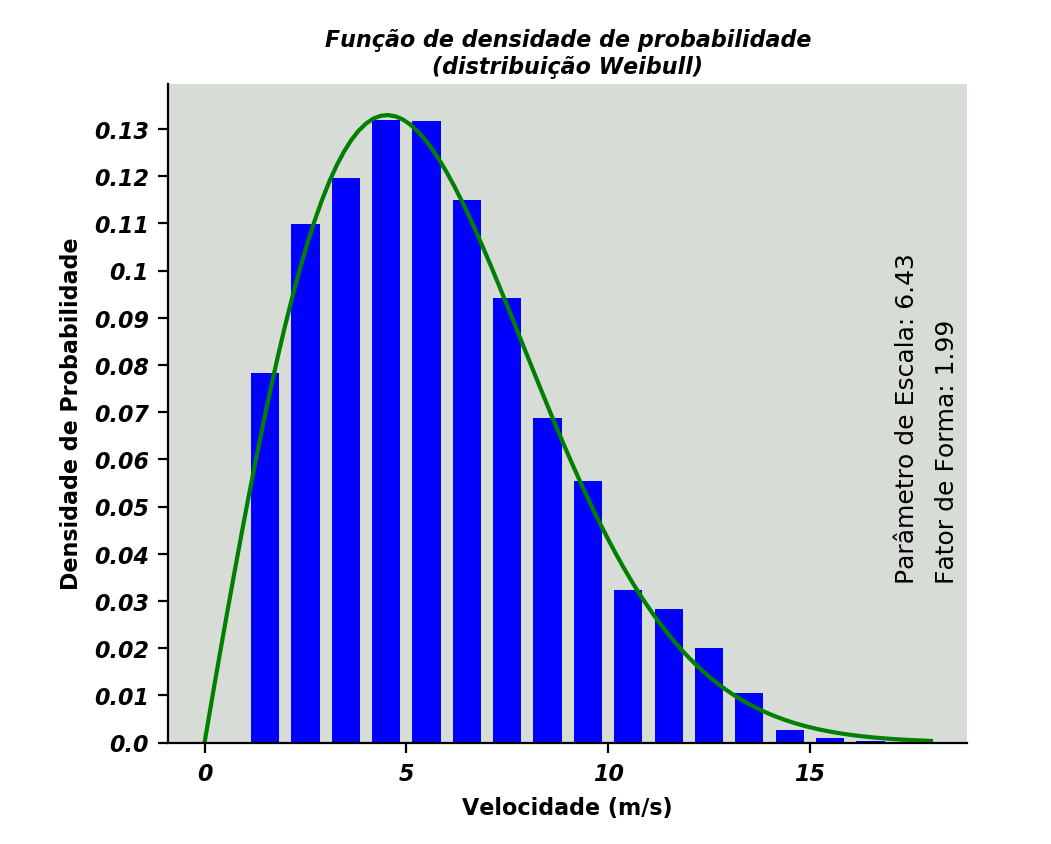 Função de densidade de probabilidade
(distribuição Weibull)
Densidade de Probabilidade
0.13
0.12
0.11
0.1
0.09
0.08
0.07
0.06
0.05
0.04
0.03
0.02
0.01
0.0
Parâmetro de Escala: 6.43
Fator de Forma: 1.99
0 5 10 15
Velocidade (m/s)